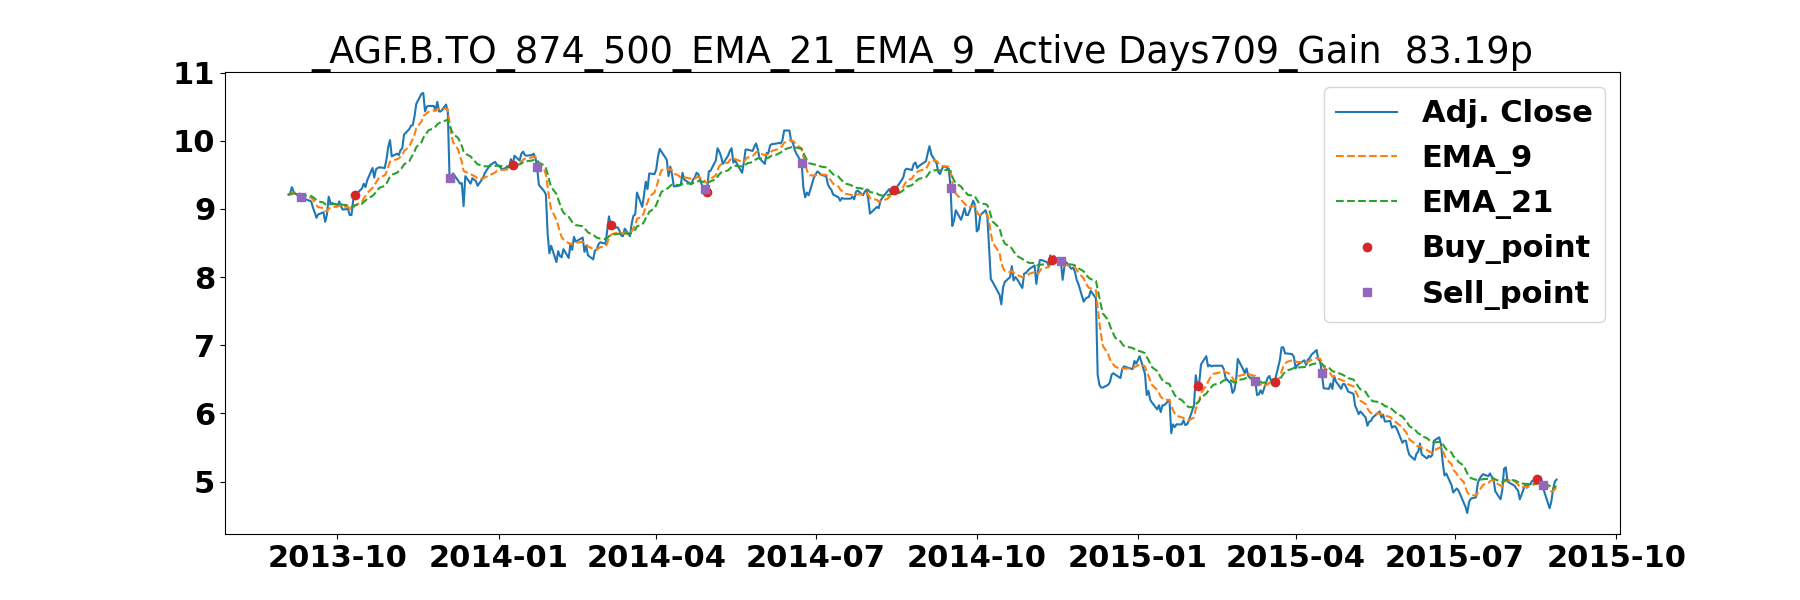 _AGF.B.TO_874_500_EMA_21_EMA_9_Active Days709_Gain  83.19p
11
10
9
8
7
6
5
Adj. Close
EMA_9
EMA_21
Buy_point
Sell_point
2013-10 2014-01 2014-04 2014-07 2014-10 2015-01 2015-04 2015-07 2015-10